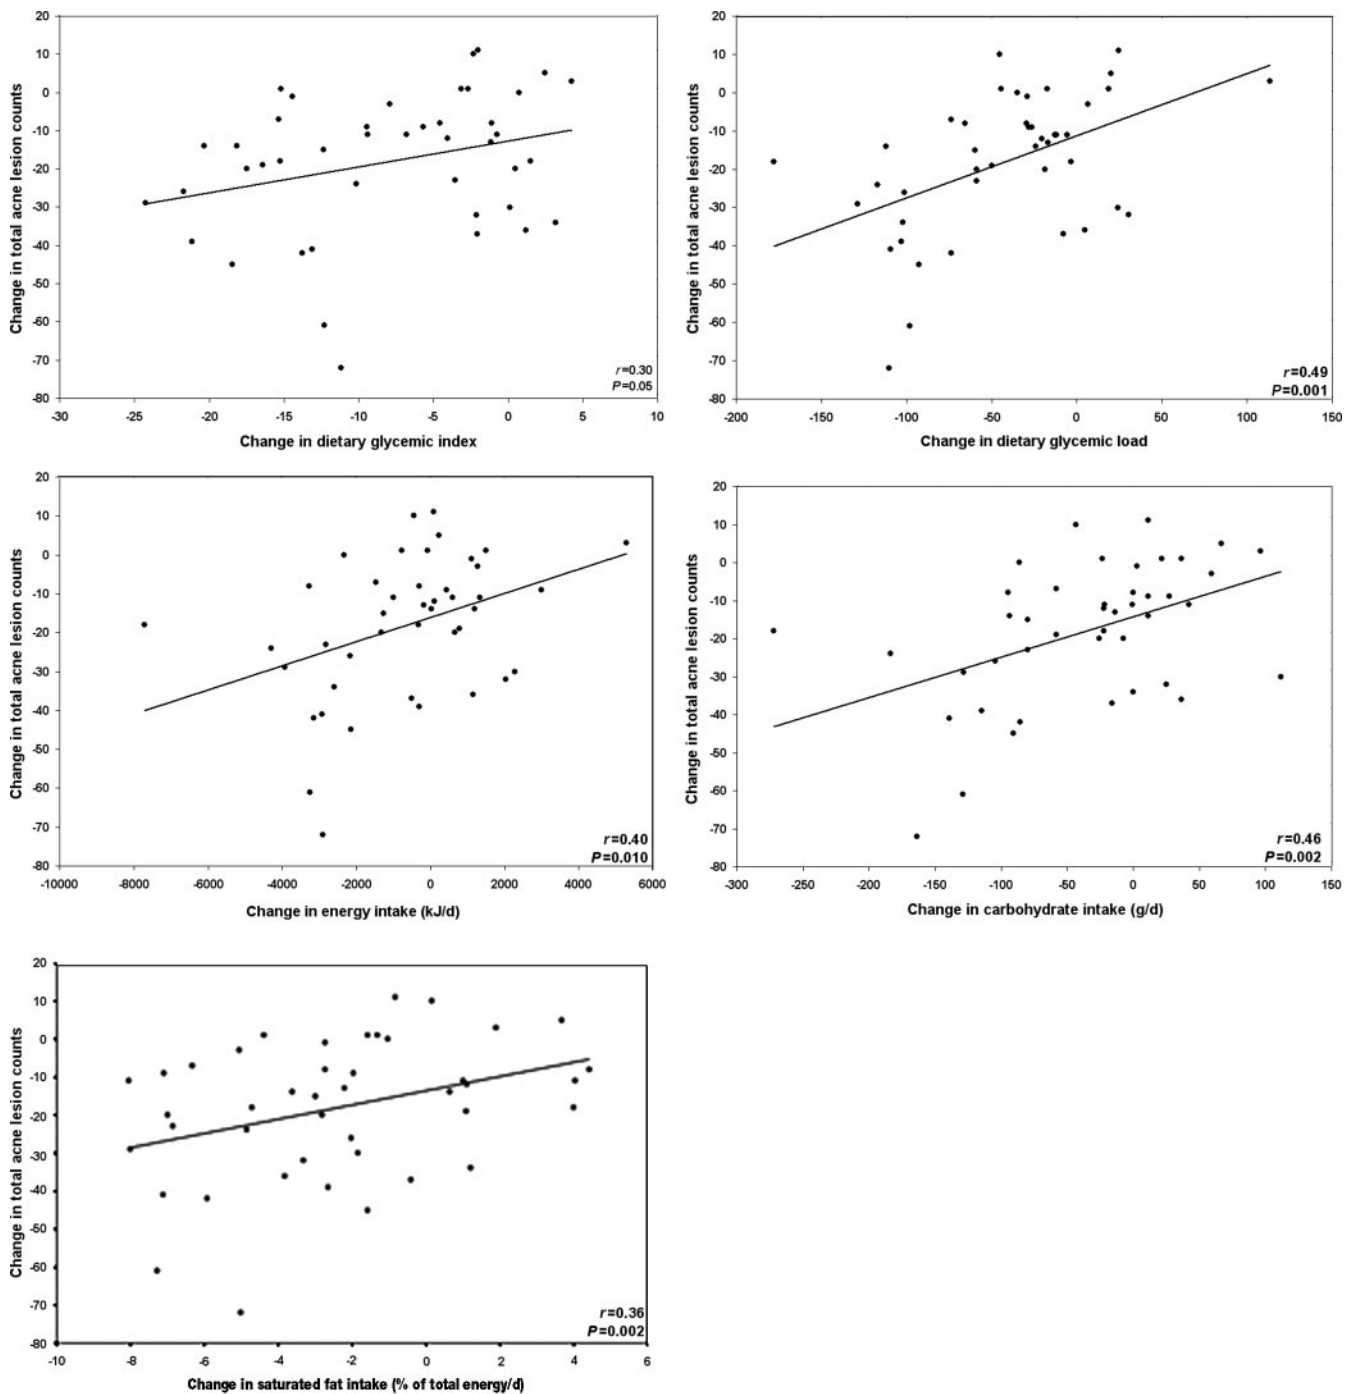 Change in total acne lesion counts
20
10
0
-10
-20
-30
-40
-50
-60
-70
-80
-30 -25 -20 -15 -10 -5 0 5 10
r=0.30
P=0.05
Change in dietary glycemic index
Change in total acne lesion counts
20
10
0
-10
-20
-30
-40
-50
-60
-70
-80
-200 -150 -100 -50 0 50 100 150
r=0.49
P=0.001
Change in dietary glycemic load
Change in total acne lesion counts
20
10
0
-10
-20
-30
-40
-50
-60
-70
-80
-10000 -8000 -6000 -4000 -2000 0 2000 4000 6000
r=0.40
P=0.010
Change in energy intake (kJ/d)
Change in total acne lesion counts
20
10
0
-10
-20
-30
-40
-50
-60
-70
-80
-300 -250 -200 -150 -100 -50 0 50 100 150
r=0.46
P=0.002
Change in carbohydrate intake (g/d)
Change in total acne lesion counts
20
10
0
-10
-20
-30
-40
-50
-60
-70
-80
-10 -8 -6 -4 -2 0 2 4 6
r=0.36
P=0.002
Change in saturated fat intake (% of total energy/d)